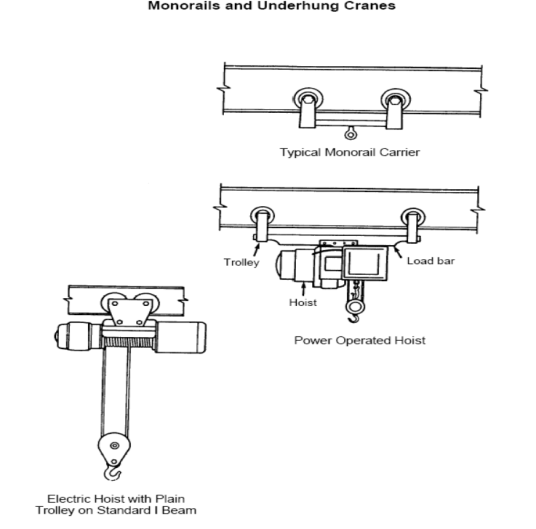 Monorails and Underhung Cranes
Typical Monorail Carrier
Trolley
Load bar
Hoist
Power Operated Hoist
Electric Hoist with Plain
Trolley on Standard I Beam